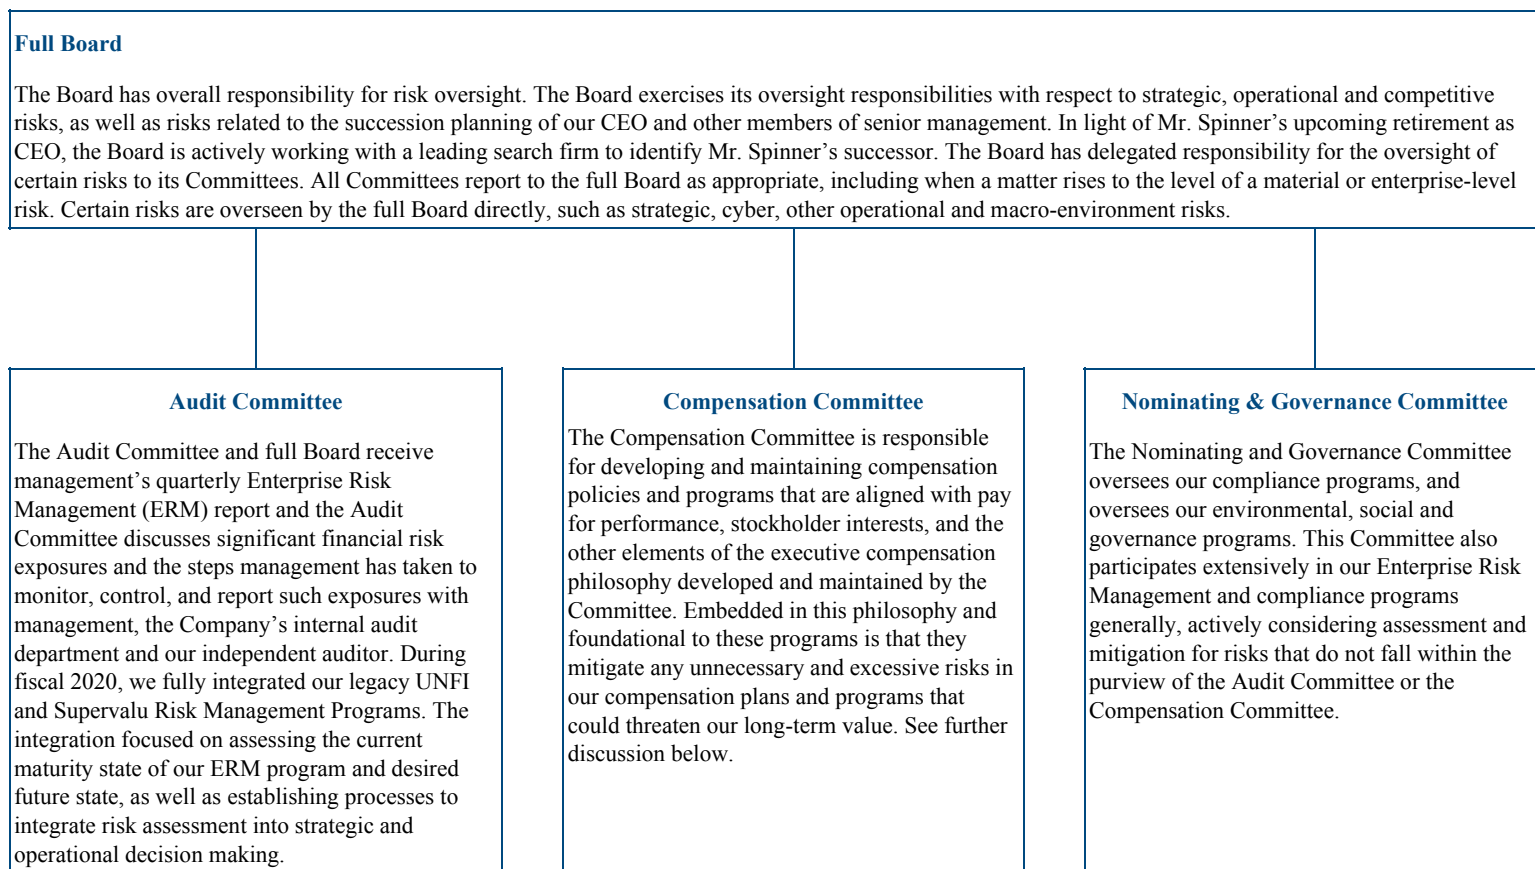 Full Board
The Board has overall responsibility for risk oversight. The Board exercises its oversight responsibilities with respect to strategic, operational and competitive
risks, as well as risks related to the succession planning of our CEO and other members of senior management. In light of Mr. Spinner’s upcoming retirement as
CEO, the Board is actively working with a leading search firm to identify Mr. Spinner’s successor. The Board has delegated responsibility for the oversight of
certain risks to its Committees. All Committees report to the full Board as appropriate, including when a matter rises to the level of a material or enterprise-level
risk. Certain risks are overseen by the full Board directly, such as strategic, cyber, other operational and macro-environment risks.
Audit Committee
The Audit Committee and full Board receive
management’s quarterly Enterprise Risk
Management (ERM) report and the Audit
Committee discusses significant financial risk
exposures and the steps management has taken to
monitor, control, and report such exposures with
management, the Company’s internal audit
department and our independent auditor. During
fiscal 2020, we fully integrated our legacy UNFI
and Supervalu Risk Management Programs. The
integration focused on assessing the current
maturity state of our ERM program and desired
future state, as well as establishing processes to
integrate risk assessment into strategic and
operational decision making.
Compensation Committee
The Compensation Committee is responsible
for developing and maintaining compensation
policies and programs that are aligned with pay
for performance, stockholder interests, and the
other elements of the executive compensation
philosophy developed and maintained by the
Committee. Embedded in this philosophy and
foundational to these programs is that they
mitigate any unnecessary and excessive risks in
our compensation plans and programs that
could threaten our long-term value. See further
discussion below.
Nominating & Governance Committee
The Nominating and Governance Committee
oversees our compliance programs, and
oversees our environmental, social and
governance programs. This Committee also
participates extensively in our Enterprise Risk
Management and compliance programs
generally, actively considering assessment and
mitigation for risks that do not fall within the
purview of the Audit Committee or the
Compensation Committee.